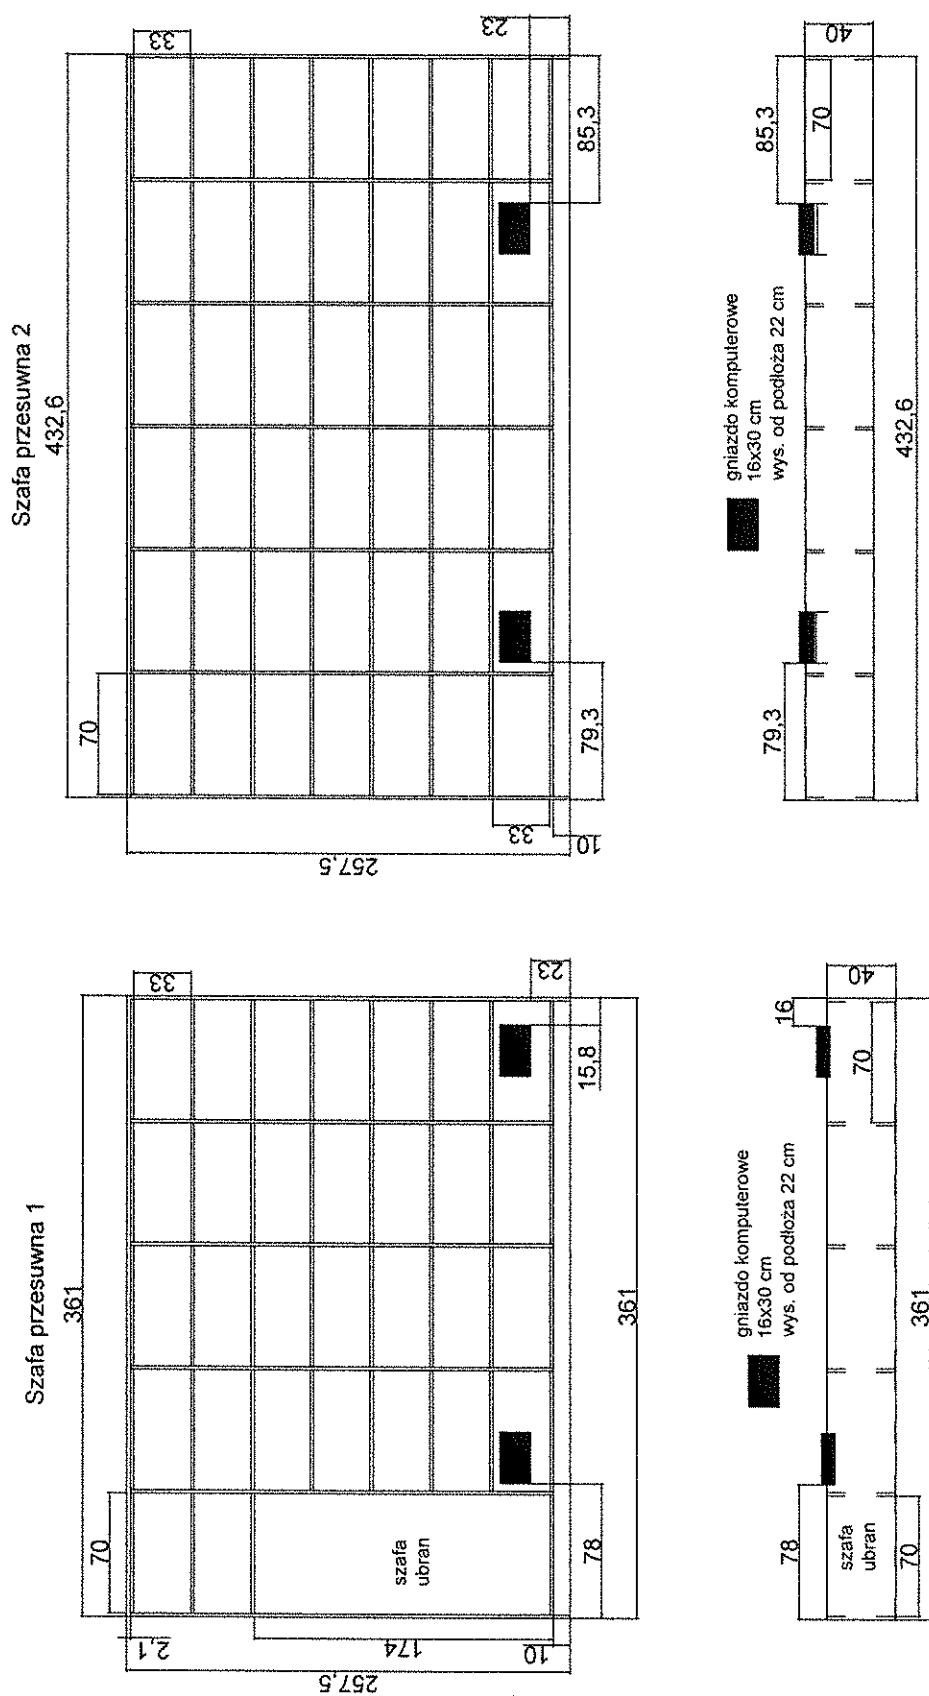 Szafa przesuwna 1
361
70
33
2,1
257,5
174
10
szafa
ubran
23
78
15,8
361
gniazdo komputerowe
16x30 cm
wys. od podłoża 22 cm
78
16
40
70
szafa
ubran
70
361
Szafa przesuwna 2
432,6
70
33
257,5
33
10
23
79,3
85,3
gniazdo komputerowe
16x30 cm
wys. od podłoża 22 cm
79,3
85,3
40
70
432,6